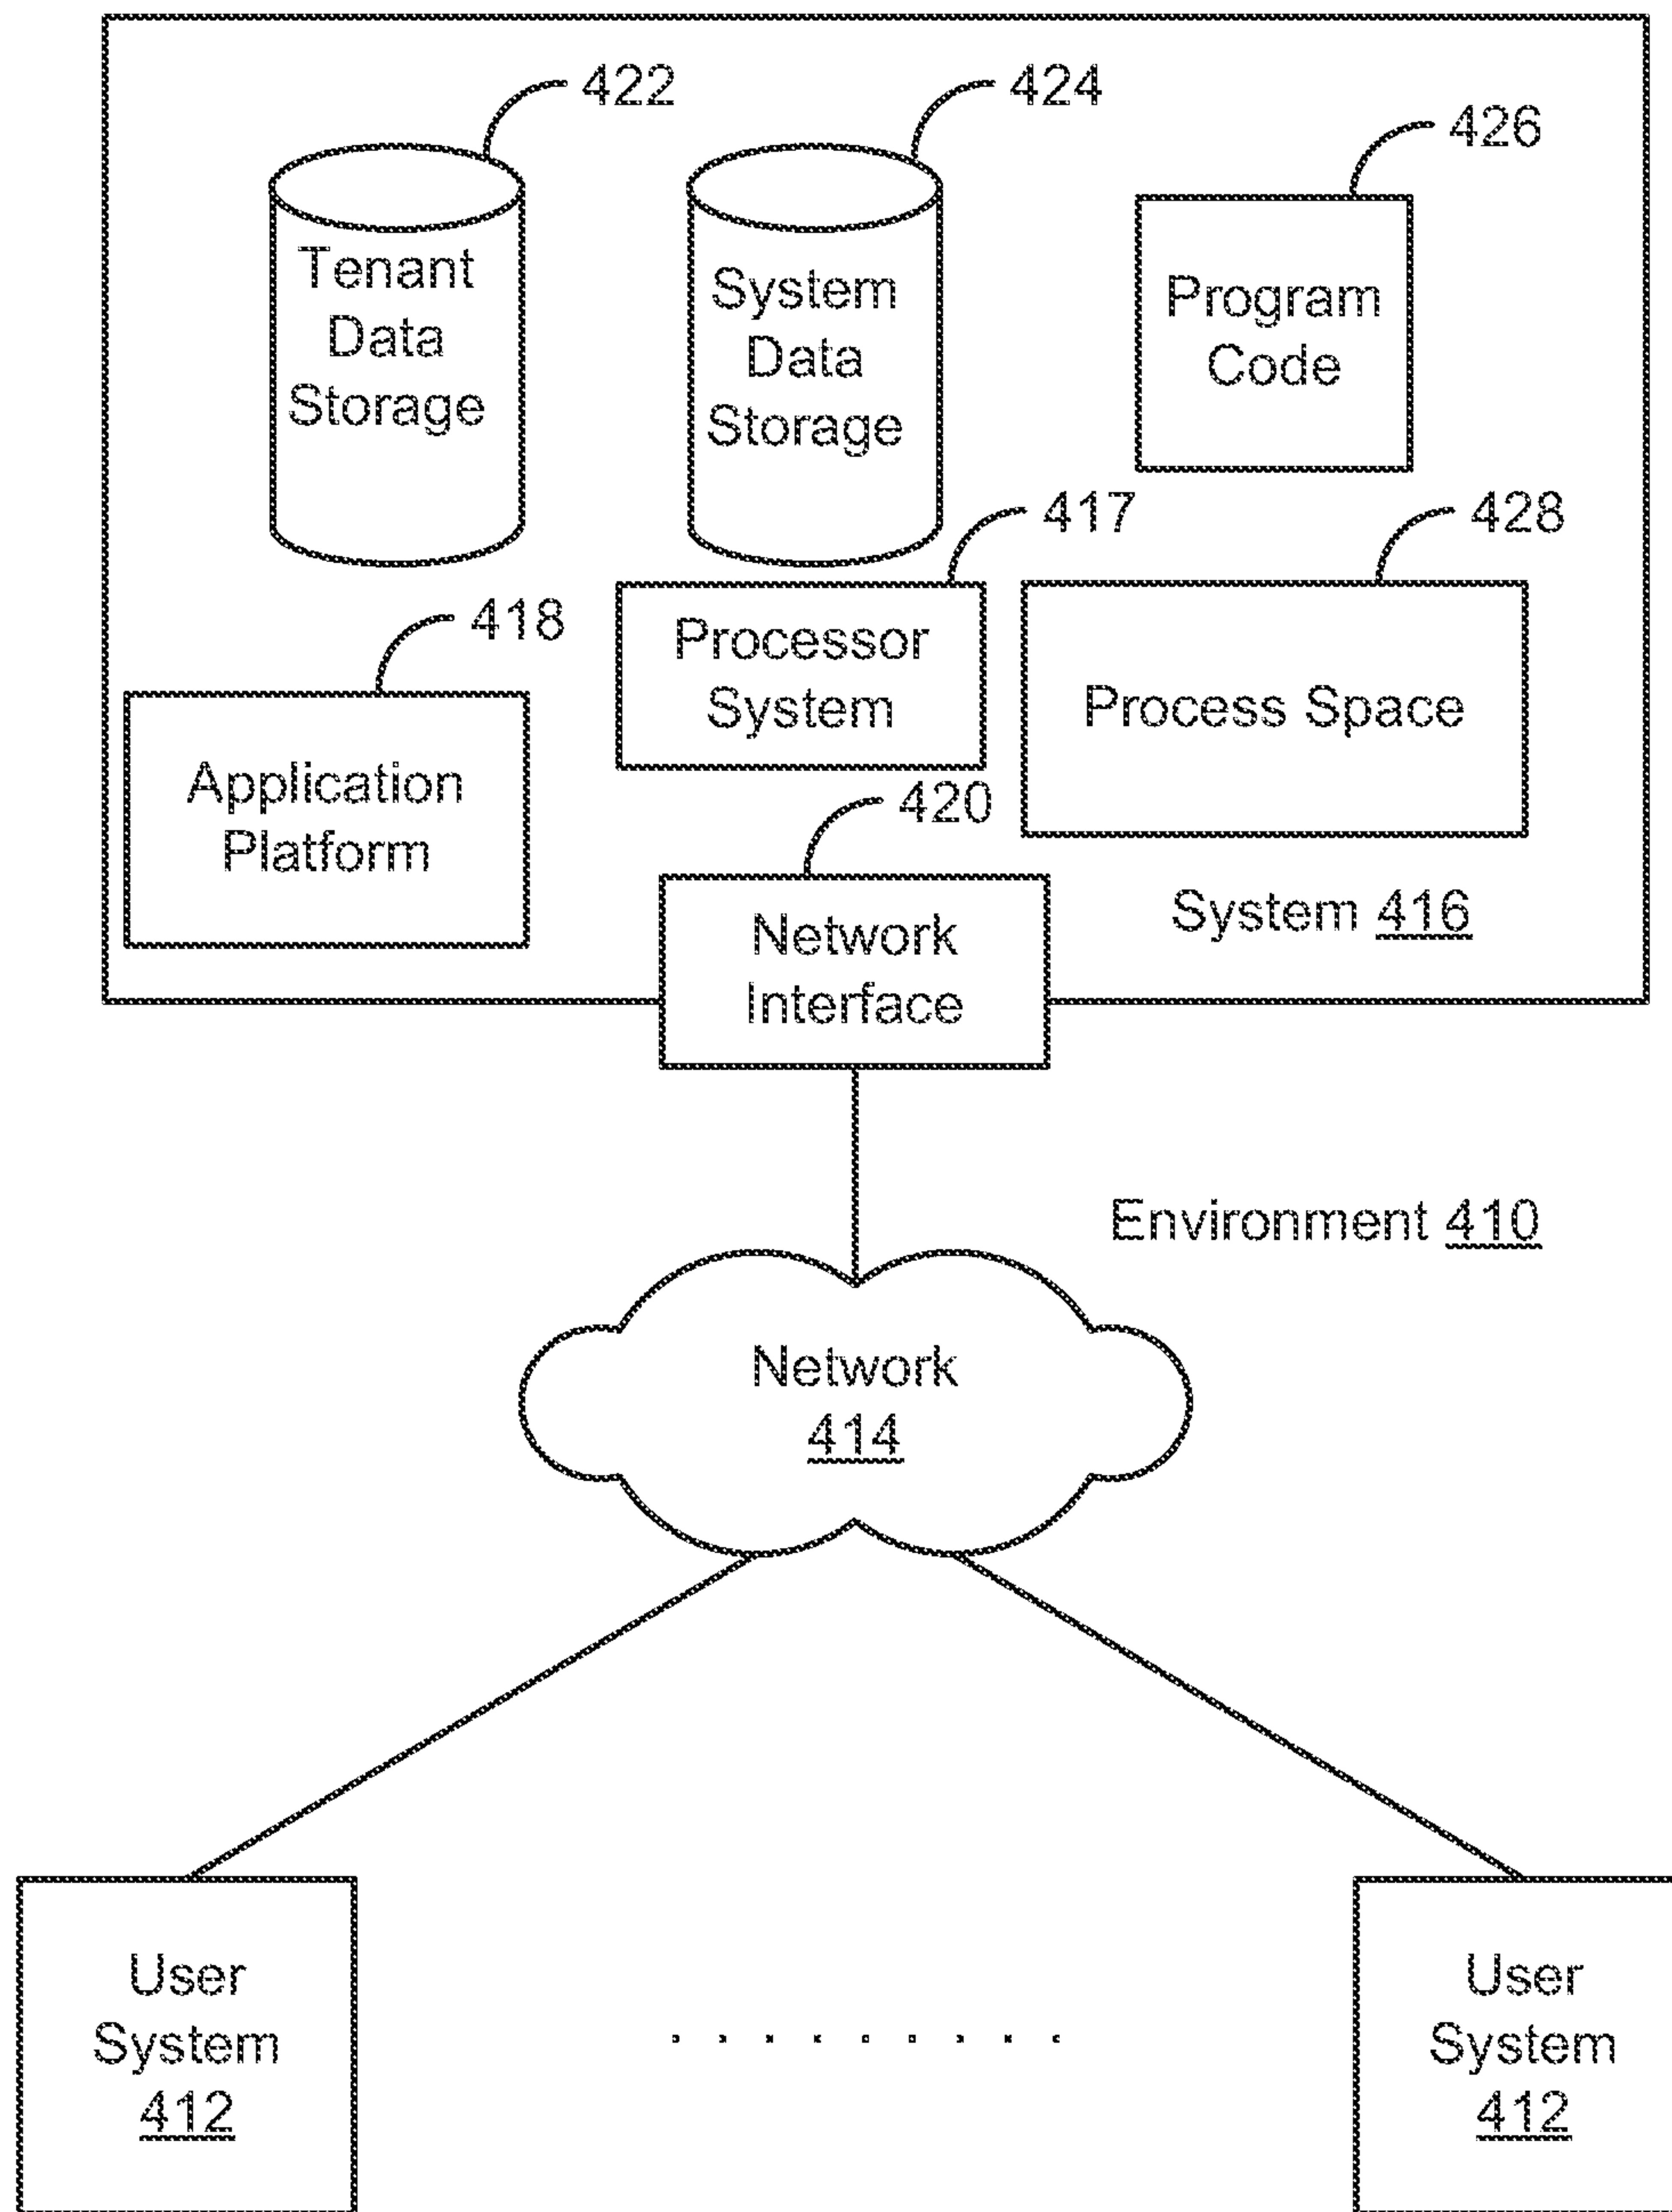 422
424
426
Tenant
Data
Storage
System
Data
Storage
Program
Code
417
428
418
Processor
System
Process Space
Application
Platform
420
System 416
Network
Interface
Environment 410
Network
414
User
System
412
.........
User
System
412